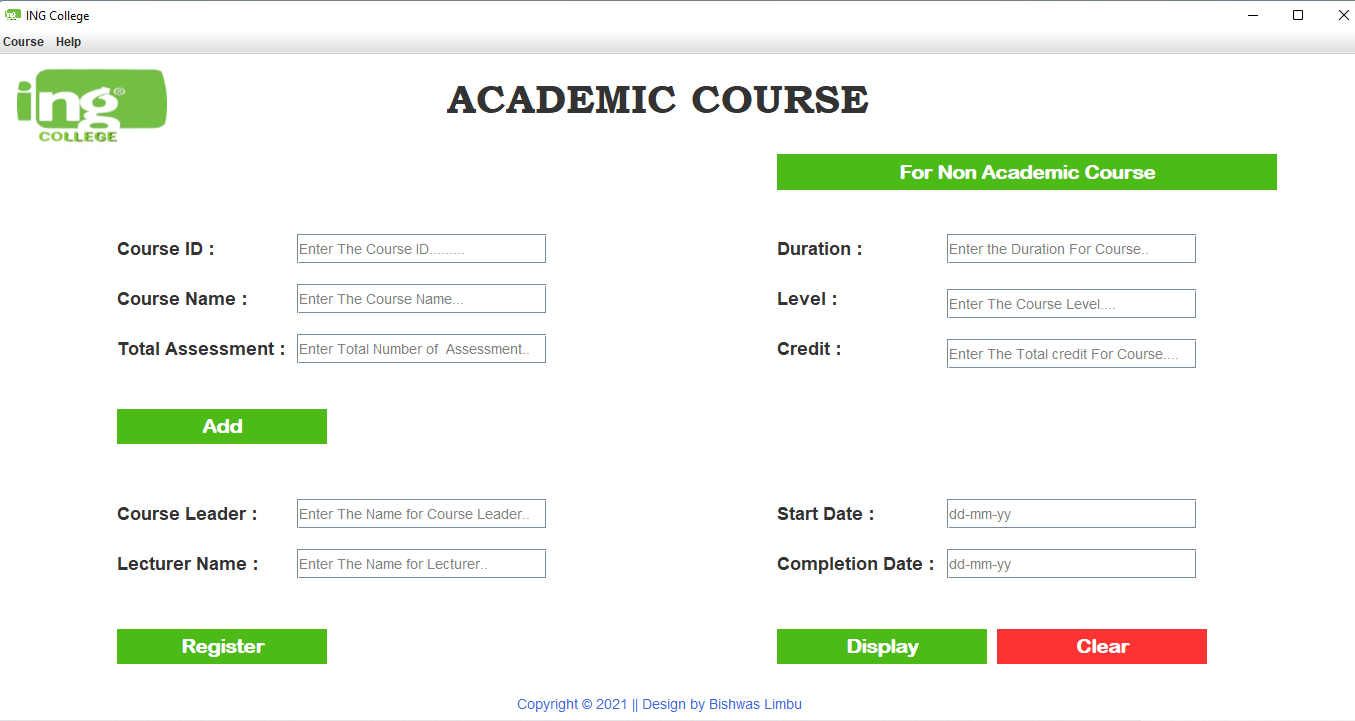 ing ING College
Course Help
ing®
COLLEGE
ACADEMIC COURSE
For Non Academic Course
Course ID : Enter The Course ID......... Duration : Enter the Duration For Course..
Course Name : Enter The Course Name... Level : Enter The Course Level....
Total Assessment : Enter Total Number of  Assessment.. Credit : Enter The Total credit For Course....
Add
Course Leader : Enter The Name for Course Leader.. Start Date : dd-mm-yy
Lecturer Name : Enter The Name for Lecturer.. Completion Date : dd-mm-yy
Register Display Clear
Copyright © 2021 || Design by Bishwas Limbu